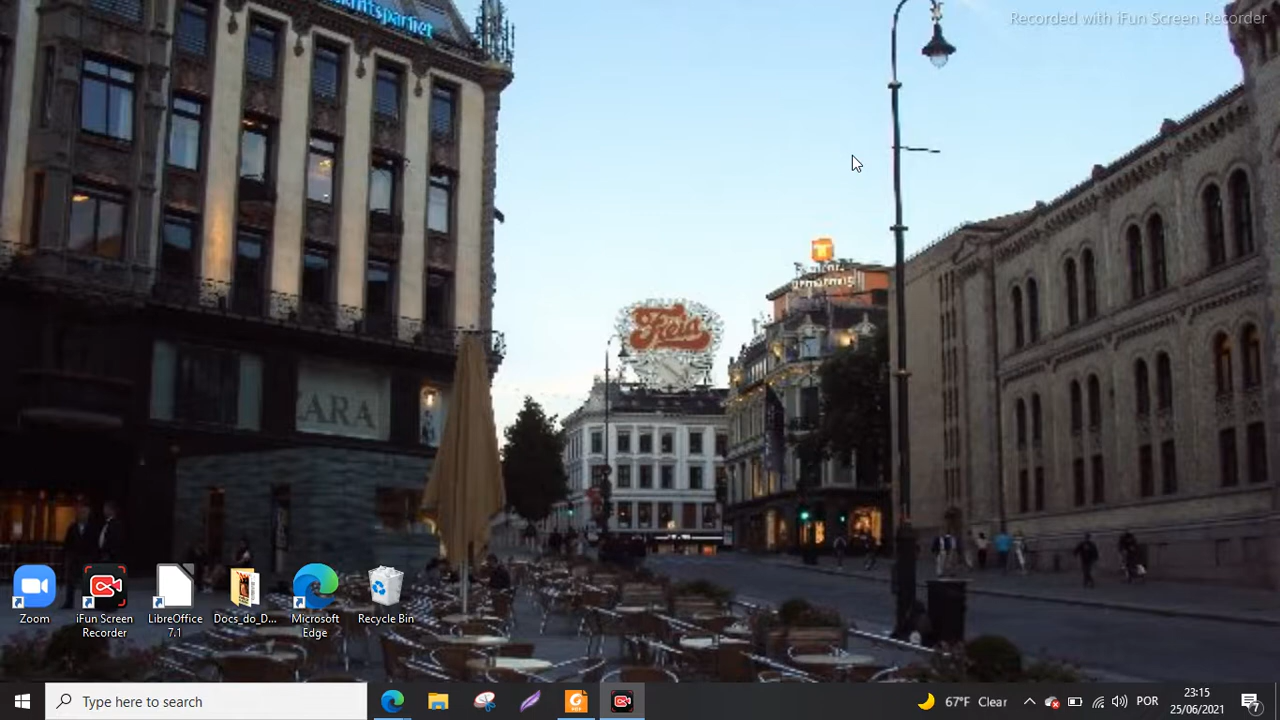 Recorded with iFun Screen Recorder
Freia
ZARA
Zoom
iFun Screen
Recorder
LibreOffice
7.1
Docs_do_D...
Microsoft
Edge
Recycle Bin
Type here to search
67°F Clear
POR
23:15
25/06/2021
7